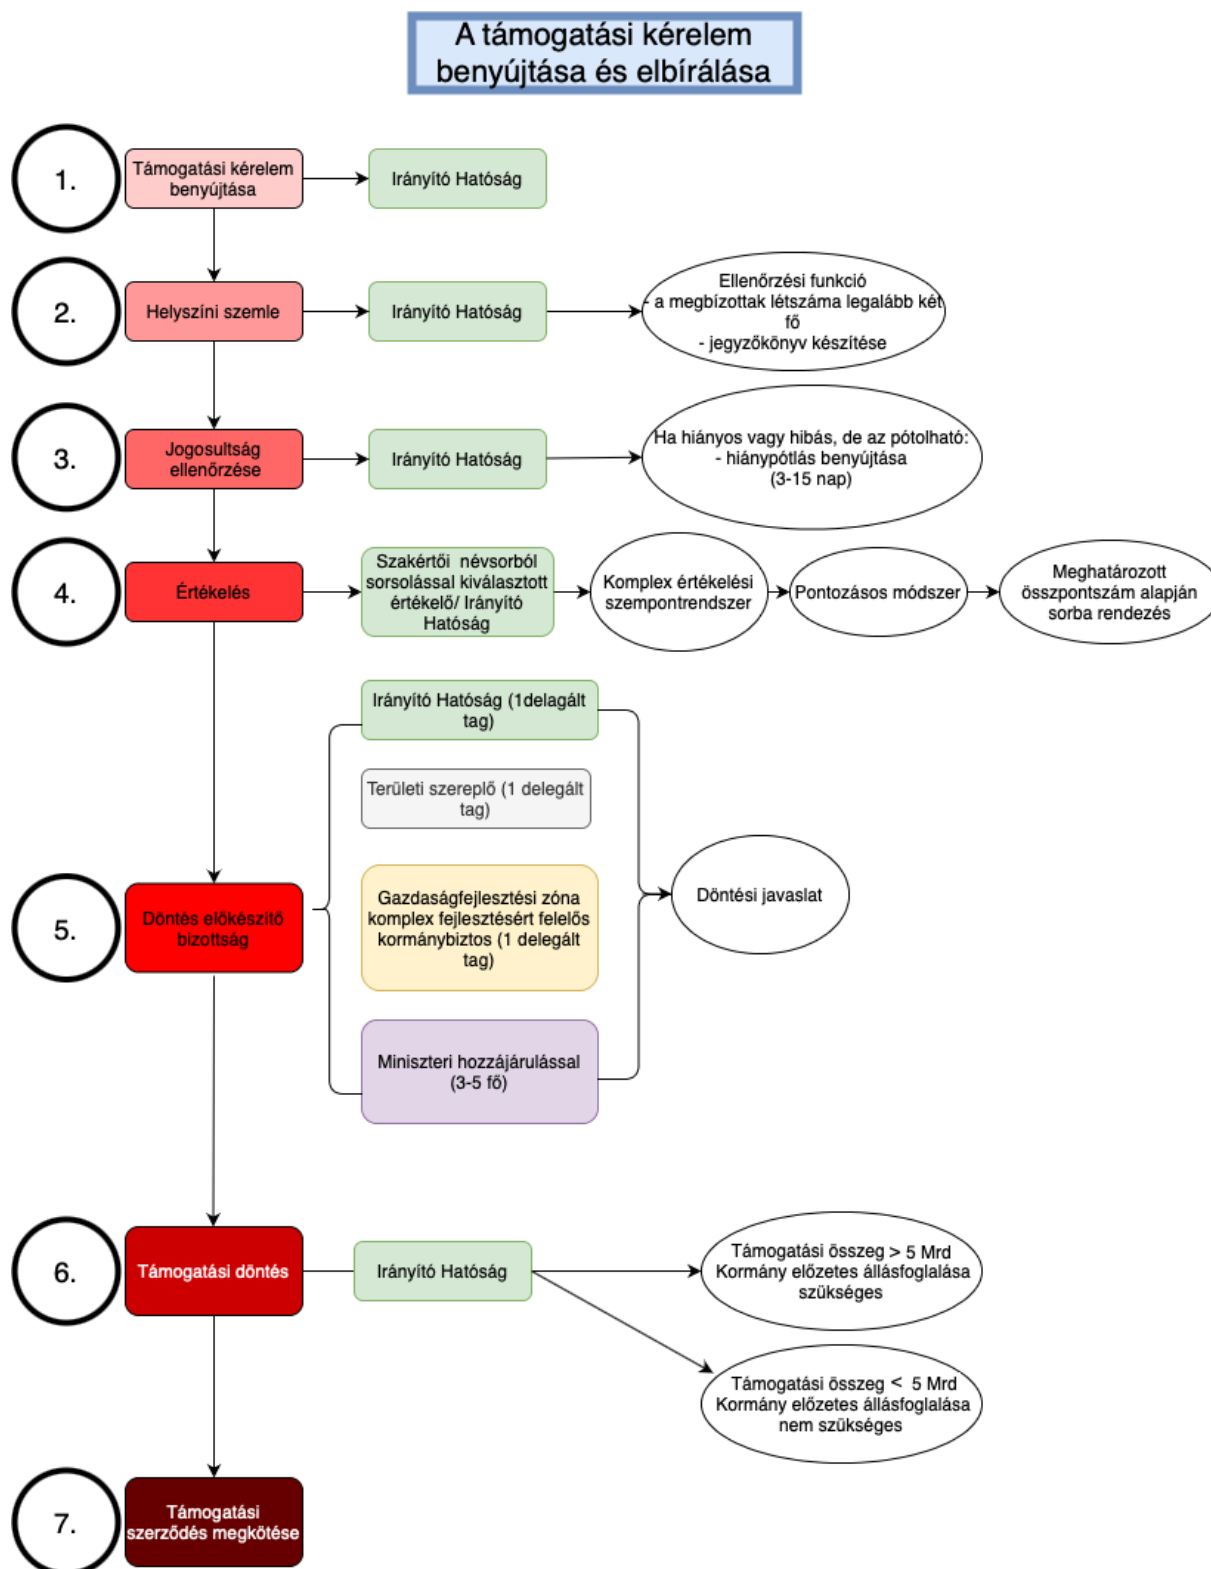 A támogatási kérelem
benyújtása és elbírálása
1.
Támogatási kérelem
benyújtása
Irányító Hatóság
2.
Helyszíni szemle
Irányító Hatóság
Ellenőrzési funkció
- a megbízottak létszáma legalább két
fő
- jegyzőkönyv készítése
3.
Jogosultság
ellenőrzése
Irányító Hatóság
Ha hiányos vagy hibás, de az pótolható:
- hiánypótlás benyújtása
(3-15 nap)
4.
Értékelés
Szakértői névsorból
sorsolással kiválasztott
értékelő/ Irányító
Hatóság
Komplex értékelési
szempontrendszer
Pontozásos módszer
Meghatározott
összpontszám alapján
sorba rendezés
5.
Döntés előkészítő
bizottság
Irányító Hatóság (1delagált
tag)
Területi szereplő (1 delegált
tag)
Gazdaságfejlesztési zóna
komplex fejlesztésért felelős
kormánybiztos (1 delegált
tag)
Miniszteri hozzájárulással
(3-5 fő)
Döntési javaslat
6.
Támogatási döntés
Irányító Hatóság
Támogatási összeg > 5 Mrd
Kormány előzetes állásfoglalása
szükséges
Támogatási összeg < 5 Mrd
Kormány előzetes állásfoglalása
nem szükséges
7.
Támogatási
szerződés megkötése